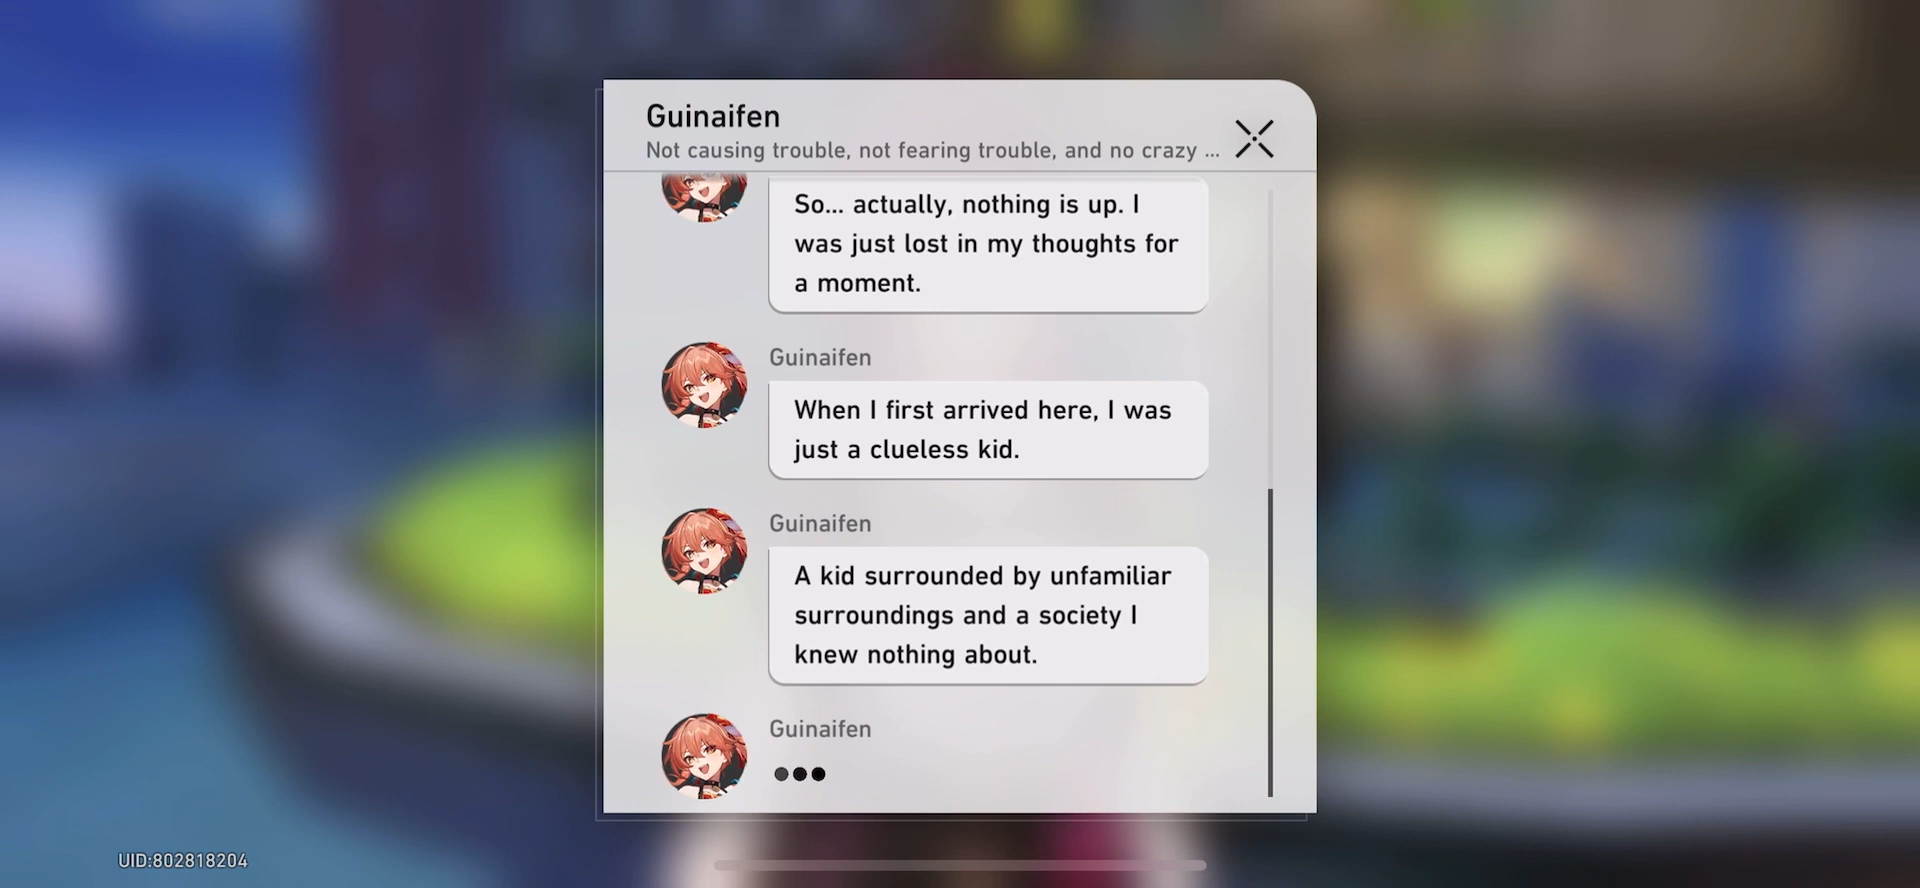 Guinaifen
Not causing trouble, not fearing trouble, and no crazy ...
So... actually, nothing is up. I
was just lost in my thoughts for
a moment.
Guinaifen
When I first arrived here, I was
just a clueless kid.
Guinaifen
A kid surrounded by unfamiliar
surroundings and a society I
knew nothing about.
Guinaifen
UID:802818204